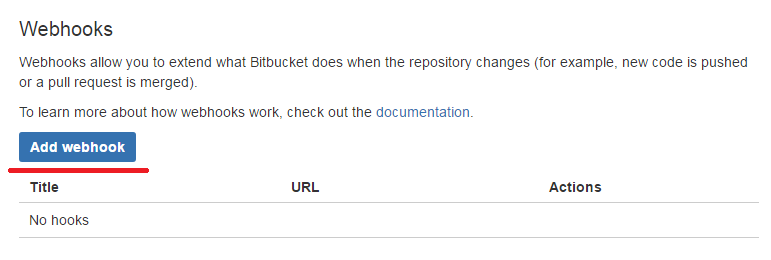 Webhooks
Webhooks allow you to extend what Bitbucket does when the repository changes (for example, new code is pushed
or a pull request is merged).
To learn more about how webhooks work, check out the documentation.
Add webhook
Title URL Actions
No hooks